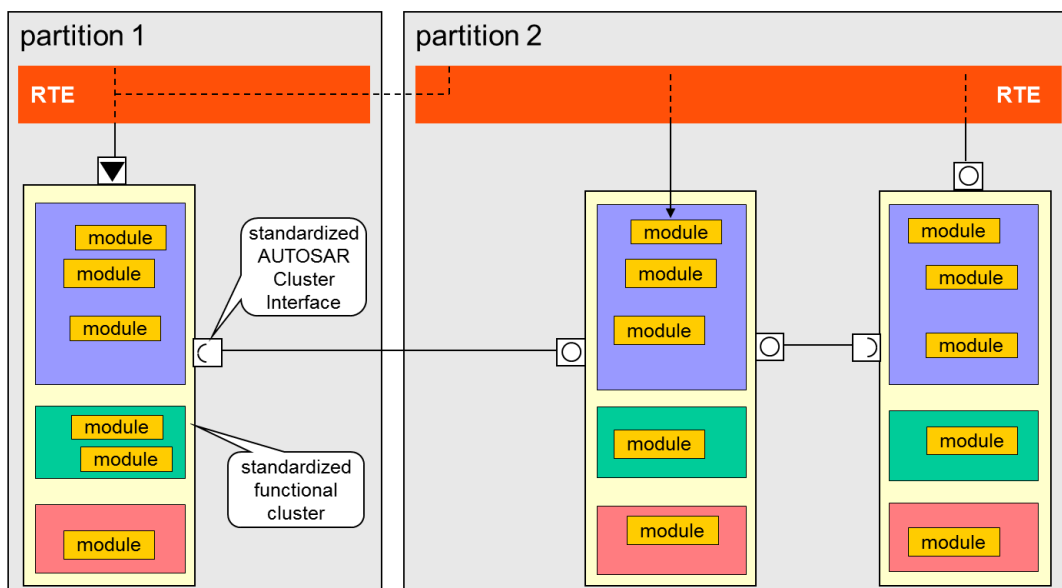 partition 1
RTE
module
module
module
standardized
AUTOSAR
Cluster
Interface
module
module
standardized
functional
cluster
module
partition 2
RTE
module
module
module
module
module
module
module
module
module
module